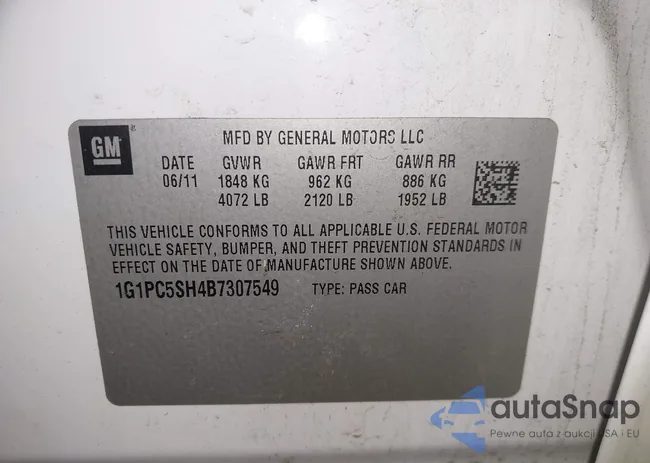 GM
MFD BY GENERAL MOTORS LLC
DATE GVWR GAWR FRT GAWR RR
06/11 1848 KG 962 KG 886 KG
4072 LB 2120 LB 1952 LB
THIS VEHICLE CONFORMS TO ALL APPLICABLE U.S. FEDERAL MOTOR
VEHICLE SAFETY, BUMPER, AND THEFT PREVENTION STANDARDS IN
EFFECT ON THE DATE OF MANUFACTURE SHOWN ABOVE.
1G1PC5SH4B7307549 TYPE: PASS CAR
autaSnap
Pewne auta z aukcji USA i EU